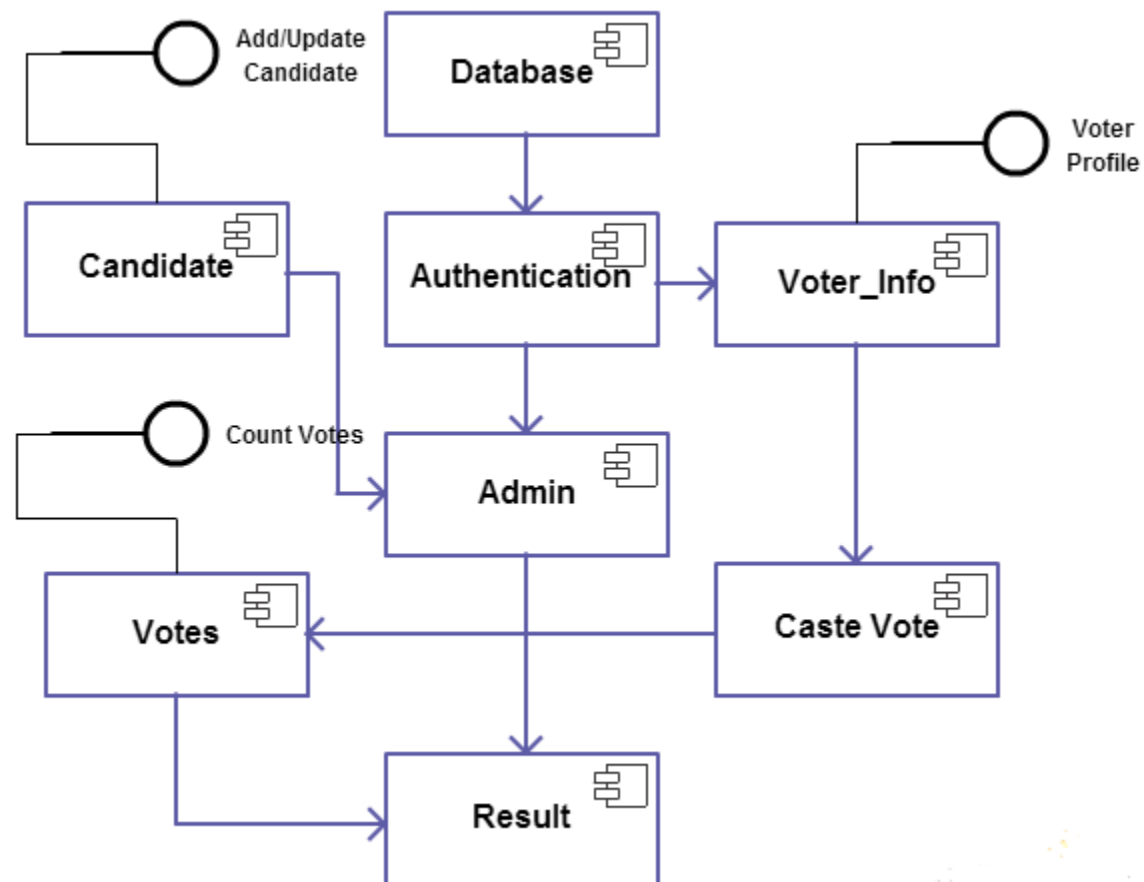 Add/Update
Candidate
Database
Voter
Profile
Candidate
Authentication
Voter_Info
Count Votes
Admin
Votes
Caste Vote
Result